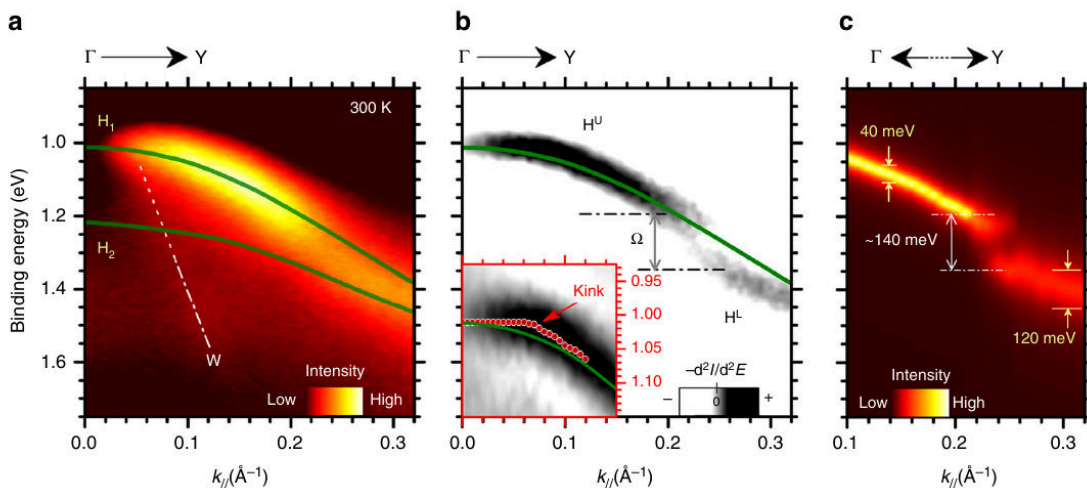 a
Γ Y
H1
300 K
H2
W
Intensity
Low High
1.0
1.2
1.4
1.6
Binding energy (eV)
0.0 0.1 0.2 0.3
k//(Å−1)
b
Γ Y
HU
Ω
HL
Kink
0.95
1.00
1.05
1.10
−d2I/d2E
− 0 +
0.0 0.1 0.2 0.3
k//(Å−1)
c
Γ Y
40 meV
~140 meV
120 meV
Intensity
Low High
0.1 0.2 0.3
k//(Å−1)